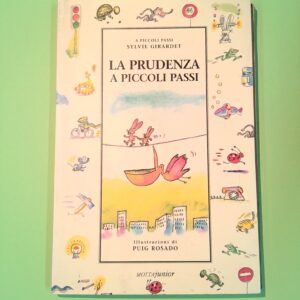 A PICCOLI PASSI
SYLVIE GIRARDET
LA PRUDENZA
A PICCOLI PASSI
Illustrazioni di
PUIG ROSADO
MOTTAJUNIOR